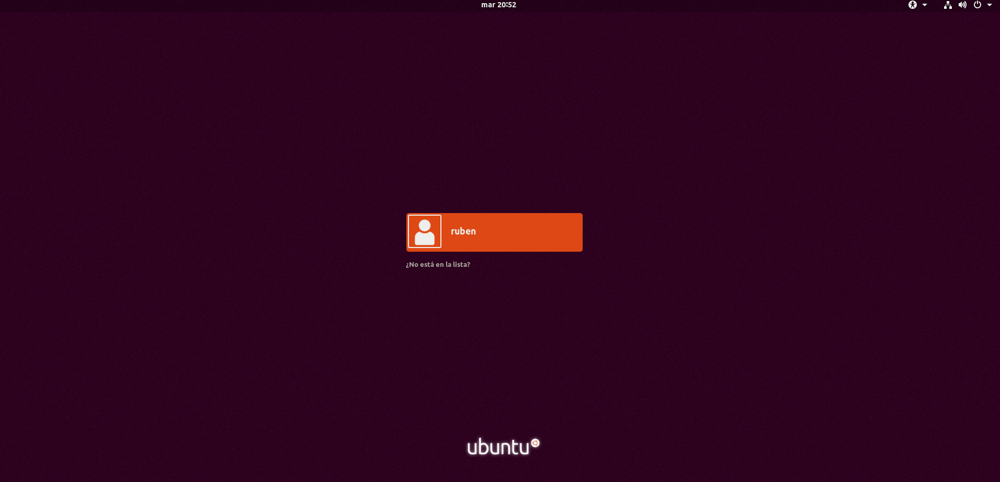 mar 20:52
ruben
¿No está en la lista?
ubuntu